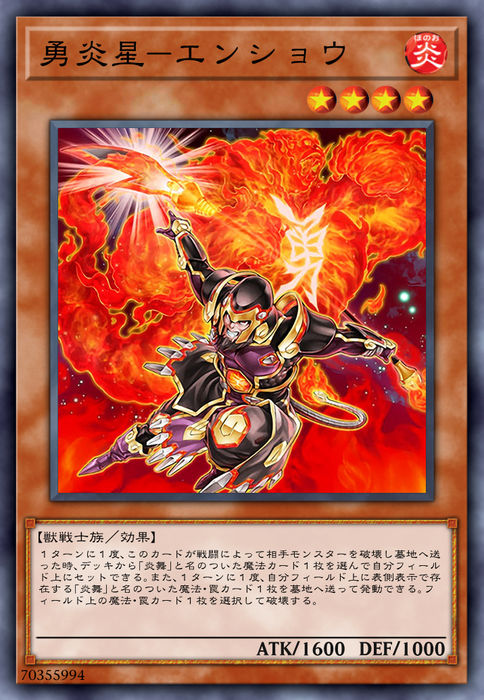 勇炎星－エンショウ
ほのお
炎
勇
【獣戦士族／効果】
１ターンに１度、このカードが戦闘によって相手モンスターを破壊し墓地へ送
った時、デッキから「炎舞」と名のついた魔法カード１枚を選んで自分フィール
ド上にセットできる。また、１ターンに１度、自分フィールド上に表側表示で存
在する「炎舞」と名のついた魔法・罠カード１枚を墓地へ送って発動できる。フ
ィールド上の魔法・罠カード１枚を選択して破壊する。
ATK/1600 DEF/1000
70355994